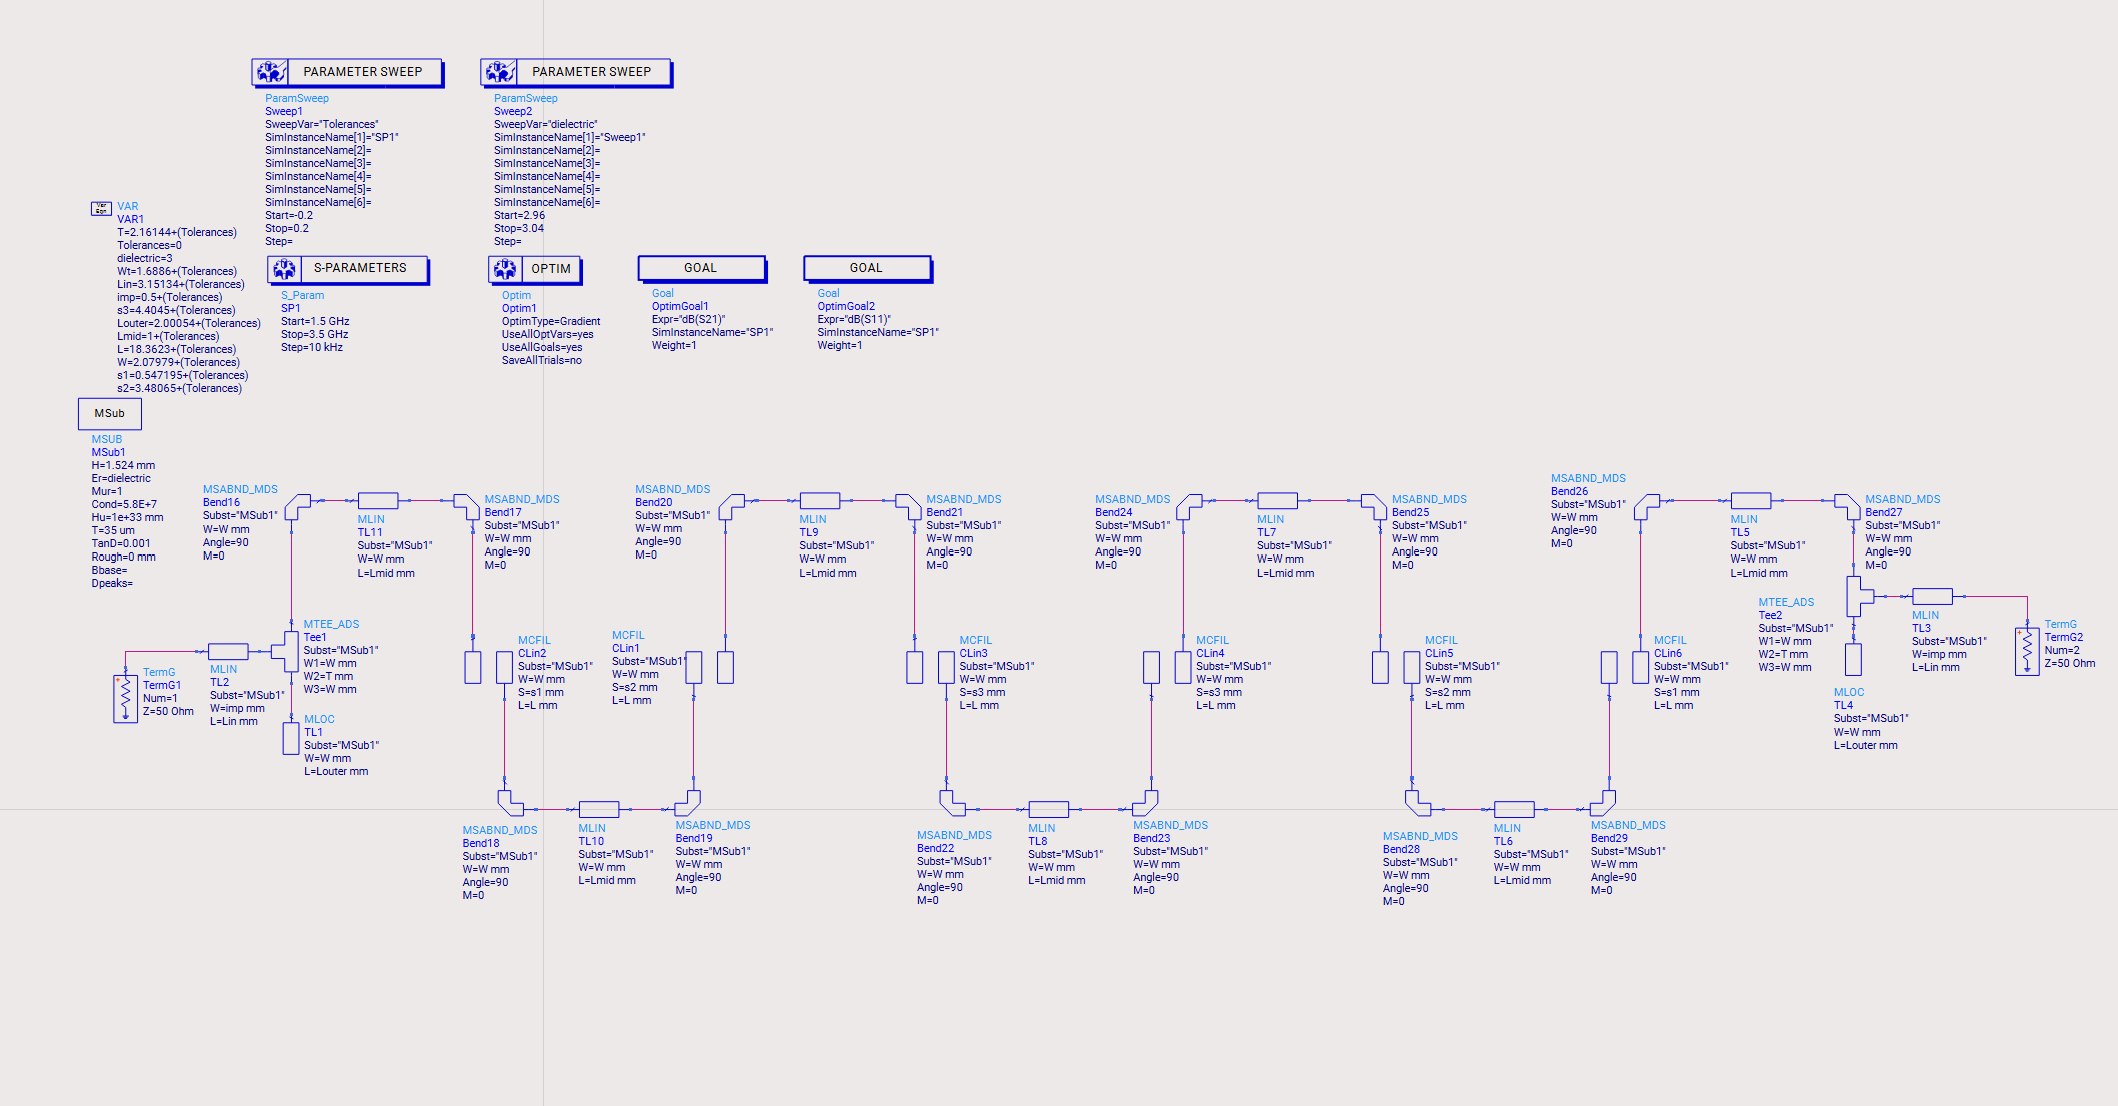 PARAMETER SWEEP
ParamSweep
Sweep1
SweepVar="Tolerances"
SimInstanceName[1]="SP1"
SimInstanceName[2]=
SimInstanceName[3]=
SimInstanceName[4]=
SimInstanceName[5]=
SimInstanceName[6]=
Start=-0.2
Stop=0.2
Step=
PARAMETER SWEEP
ParamSweep
Sweep2
SweepVar="dielectric"
SimInstanceName[1]="Sweep1"
SimInstanceName[2]=
SimInstanceName[3]=
SimInstanceName[4]=
SimInstanceName[5]=
SimInstanceName[6]=
Start=2.96
Stop=3.04
Step=
Var
Eqn
VAR
VAR1
T=2.16144+(Tolerances)
Tolerances=0
dielectric=3
Wt=1.6886+(Tolerances)
Lin=3.15134+(Tolerances)
imp=0.5+(Tolerances)
s3=4.4045+(Tolerances)
Louter=2.00054+(Tolerances)
Lmid=1+(Tolerances)
L=18.3623+(Tolerances)
W=2.07979+(Tolerances)
s1=0.547195+(Tolerances)
s2=3.48065+(Tolerances)
S-PARAMETERS
S_Param
SP1
Start=1.5 GHz
Stop=3.5 GHz
Step=10 kHz
OPTIM
Optim
Optim1
OptimType=Gradient
UseAllOptVars=yes
UseAllGoals=yes
SaveAllTrials=no
GOAL
Goal
OptimGoal1
Expr="dB(S21)"
SimInstanceName="SP1"
Weight=1
GOAL
Goal
OptimGoal2
Expr="dB(S11)"
SimInstanceName="SP1"
Weight=1
MSub
MSUB
MSub1
H=1.524 mm
Er=dielectric
Mur=1
Cond=5.8E+7
Hu=1e+33 mm
T=35 um
TanD=0.001
Rough=0 mm
Bbase=
Dpeaks=
MSABND_MDS
Bend16
Subst="MSub1"
W=W mm
Angle=90
M=0
MLIN
TL11
Subst="MSub1"
W=W mm
L=Lmid mm
MSABND_MDS
Bend17
Subst="MSub1"
W=W mm
Angle=90
M=0
MSABND_MDS
Bend20
Subst="MSub1"
W=W mm
Angle=90
M=0
MLIN
TL9
Subst="MSub1"
W=W mm
L=Lmid mm
MSABND_MDS
Bend21
Subst="MSub1"
W=W mm
Angle=90
M=0
MSABND_MDS
Bend24
Subst="MSub1"
W=W mm
Angle=90
M=0
MLIN
TL7
Subst="MSub1"
W=W mm
L=Lmid mm
MSABND_MDS
Bend25
Subst="MSub1"
W=W mm
Angle=90
M=0
MSABND_MDS
Bend26
Subst="MSub1"
W=W mm
Angle=90
M=0
MLIN
TL5
Subst="MSub1"
W=W mm
L=Lmid mm
MSABND_MDS
Bend27
Subst="MSub1"
W=W mm
Angle=90
M=0
TermG
TermG1
Num=1
Z=50 Ohm
MLIN
TL2
Subst="MSub1"
W=imp mm
L=Lin mm
MTEE_ADS
Tee1
Subst="MSub1"
W1=W mm
W2=T mm
W3=W mm
MLOC
TL1
Subst="MSub1"
W=W mm
L=Louter mm
MCFIL
CLin2
Subst="MSub1"
W=W mm
S=s1 mm
L=L mm
MCFIL
CLin1
Subst="MSub1"
W=W mm
S=s2 mm
L=L mm
MCFIL
CLin3
Subst="MSub1"
W=W mm
S=s3 mm
L=L mm
MCFIL
CLin4
Subst="MSub1"
W=W mm
S=s3 mm
L=L mm
MCFIL
CLin5
Subst="MSub1"
W=W mm
S=s2 mm
L=L mm
MCFIL
CLin6
Subst="MSub1"
W=W mm
S=s1 mm
L=L mm
MTEE_ADS
Tee2
Subst="MSub1"
W1=W mm
W2=T mm
W3=W mm
MLIN
TL3
Subst="MSub1"
W=imp mm
L=Lin mm
TermG
TermG2
Num=2
Z=50 Ohm
MLOC
TL4
Subst="MSub1"
W=W mm
L=Louter mm
MSABND_MDS
Bend18
Subst="MSub1"
W=W mm
Angle=90
M=0
MLIN
TL10
Subst="MSub1"
W=W mm
L=Lmid mm
MSABND_MDS
Bend19
Subst="MSub1"
W=W mm
Angle=90
M=0
MSABND_MDS
Bend22
Subst="MSub1"
W=W mm
Angle=90
M=0
MLIN
TL8
Subst="MSub1"
W=W mm
L=Lmid mm
MSABND_MDS
Bend23
Subst="MSub1"
W=W mm
Angle=90
M=0
MSABND_MDS
Bend28
Subst="MSub1"
W=W mm
Angle=90
M=0
MLIN
TL6
Subst="MSub1"
W=W mm
L=Lmid mm
MSABND_MDS
Bend29
Subst="MSub1"
W=W mm
Angle=90
M=0